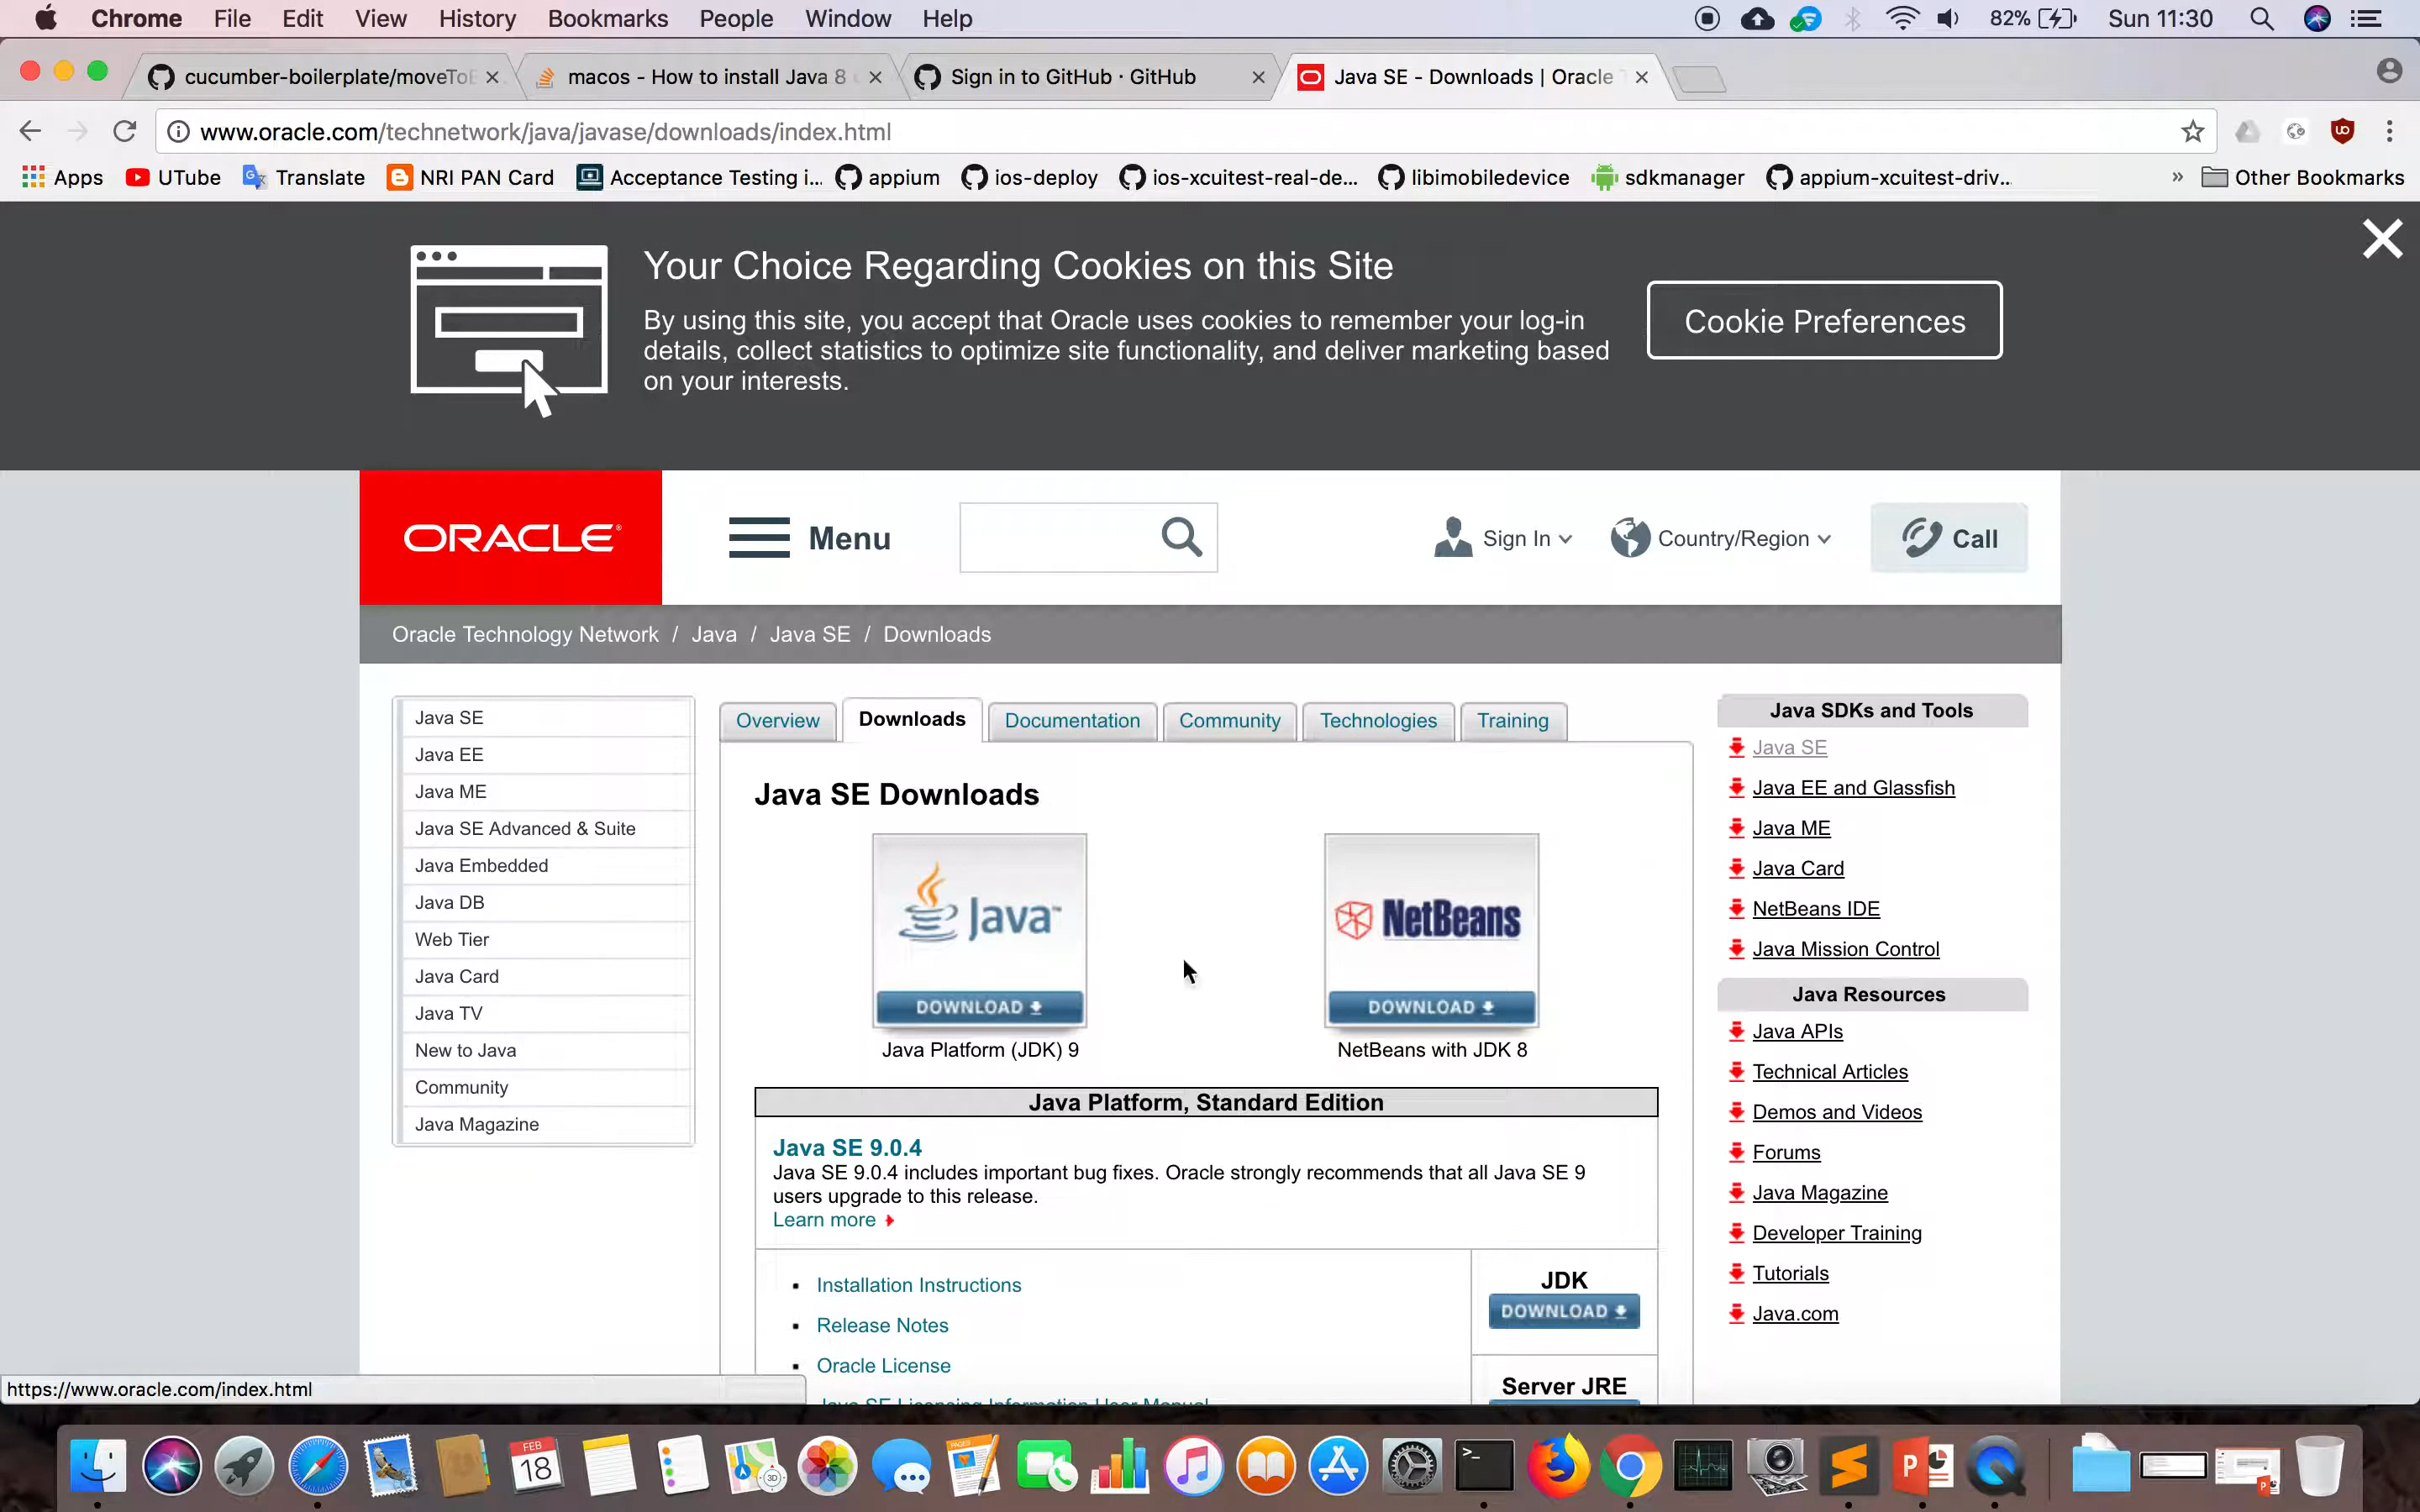 Chrome File Edit View History Bookmarks People Window Help 82% Sun 11:30
cucumber-boilerplate/moveToE
macos - How to install Java 8
Sign in to GitHub · GitHub
Java SE - Downloads | Oracle T
www.oracle.com/technetwork/java/javase/downloads/index.html
Apps UTube Translate NRI PAN Card Acceptance Testing i... appium ios-deploy ios-xcuitest-real-de... libimobiledevice sdkmanager appium-xcuitest-driv... » Other Bookmarks
Your Choice Regarding Cookies on this Site
By using this site, you accept that Oracle uses cookies to remember your log-in
details, collect statistics to optimize site functionality, and deliver marketing based
on your interests.
Cookie Preferences
ORACLE®
Menu
Sign In
Country/Region
Call
Oracle Technology Network / Java / Java SE / Downloads
Java SE
Java EE
Java ME
Java SE Advanced & Suite
Java Embedded
Java DB
Web Tier
Java Card
Java TV
New to Java
Community
Java Magazine
Overview Downloads Documentation Community Technologies Training
Java SE Downloads
Java™
DOWNLOAD
Java Platform (JDK) 9
NetBeans
DOWNLOAD
NetBeans with JDK 8
Java Platform, Standard Edition
Java SE 9.0.4
Java SE 9.0.4 includes important bug fixes. Oracle strongly recommends that all Java SE 9
users upgrade to this release.
Learn more
Installation Instructions
Release Notes
Oracle License
Java SE Licensing Information User Manual
JDK
DOWNLOAD
Server JRE
Java SDKs and Tools
Java SE
Java EE and Glassfish
Java ME
Java Card
NetBeans IDE
Java Mission Control
Java Resources
Java APIs
Technical Articles
Demos and Videos
Forums
Java Magazine
Developer Training
Tutorials
Java.com
https://www.oracle.com/index.html
FEB
18